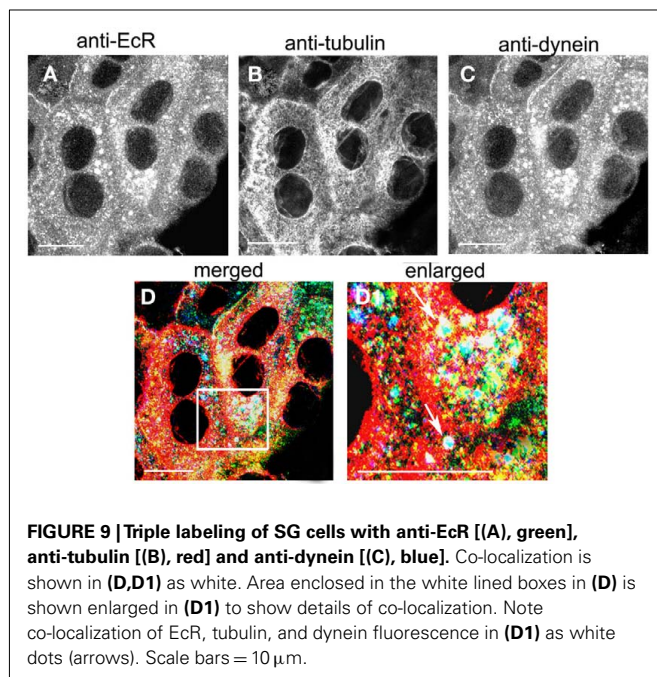 anti-EcR anti-tubulin anti-dynein
A B C
merged enlarged
D D1
FIGURE 9 | Triple labeling of SG cells with anti-EcR [(A), green],
anti-tubulin [(B), red] and anti-dynein [(C), blue]. Co-localization is
shown in (D,D1) as white. Area enclosed in the white lined boxes in (D) is
shown enlarged in (D1) to show details of co-localization. Note
co-localization of EcR, tubulin, and dynein fluorescence in (D1) as white
dots (arrows). Scale bars = 10 μm.